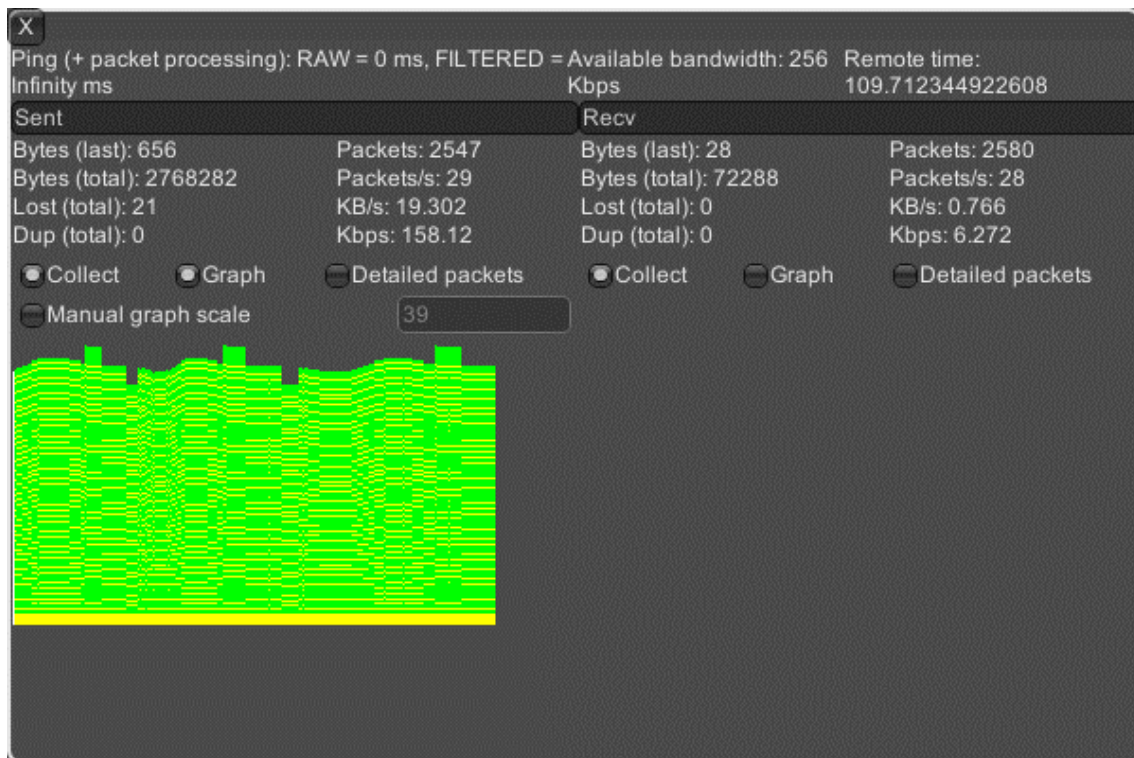 X
Ping (+ packet processing): RAW = 0 ms, FILTERED = Infinity ms
Available bandwidth: 256 Kbps
Remote time: 109.712344922608
Sent
Bytes (last): 656
Packets: 2547
Bytes (total): 2768282
Packets/s: 29
Lost (total): 21
KB/s: 19.302
Dup (total): 0
Kbps: 158.12
Collect
Graph
Detailed packets
Manual graph scale
39
Recv
Bytes (last): 28
Packets: 2580
Bytes (total): 72288
Packets/s: 28
Lost (total): 0
KB/s: 0.766
Dup (total): 0
Kbps: 6.272
Collect
Graph
Detailed packets